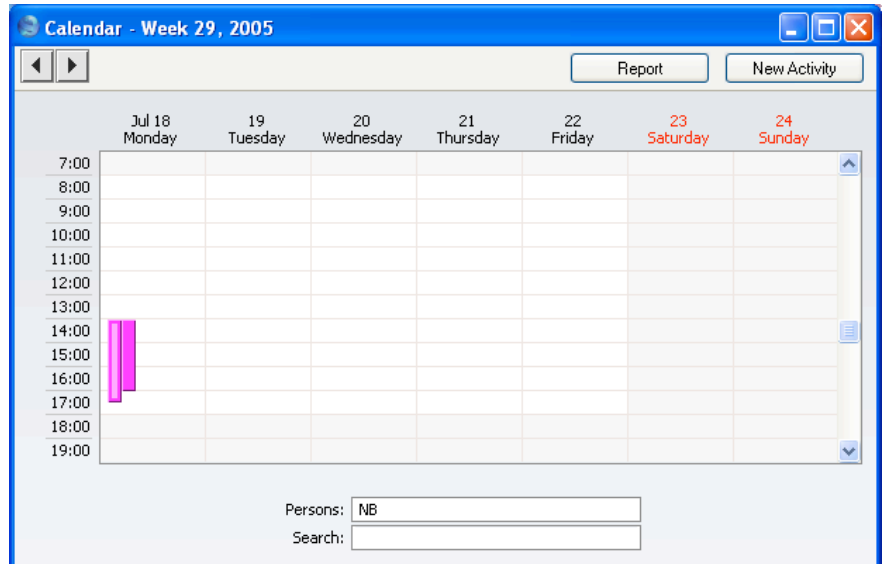 Calendar - Week 29, 2005
Report New Activity
Jul 18 19 20 21 22 23 24
Monday Tuesday Wednesday Thursday Friday Saturday Sunday
7:00
8:00
9:00
10:00
11:00
12:00
13:00
14:00
15:00
16:00
17:00
18:00
19:00
Persons: NB
Search: